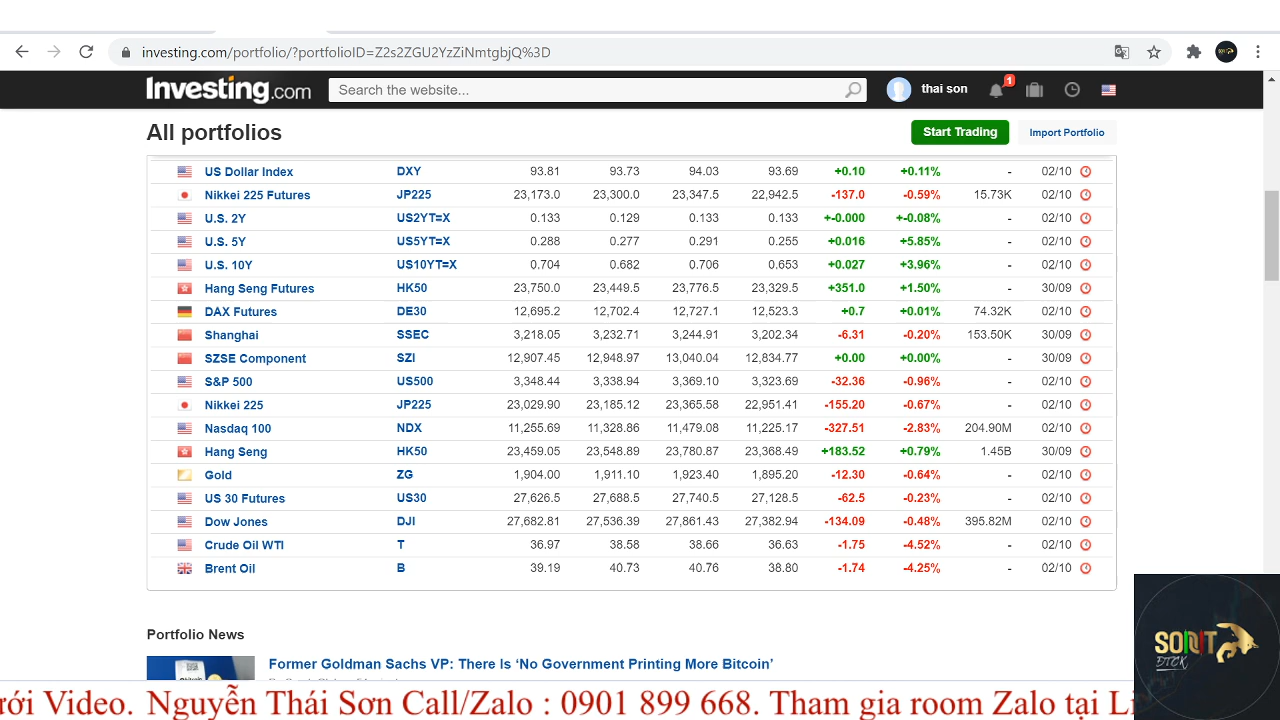 investing.com/portfolio/?portfolioID=Z2s2ZGU2YzZiNmtgbjQ%3D
Investing.com Search the website... thai son 1
All portfolios Start Trading Import Portfolio
US Dollar Index DXY 93.81 93.73 94.03 93.69 +0.10 +0.11% - 02/10
Nikkei 225 Futures JP225 23,173.0 23,300.0 23,347.5 22,942.5 -137.0 -0.59% 15.73K 02/10
U.S. 2Y US2YT=X 0.133 0.129 0.133 0.133 +-0.000 +-0.08% - 02/10
U.S. 5Y US5YT=X 0.288 0.277 0.291 0.255 +0.016 +5.85% - 02/10
U.S. 10Y US10YT=X 0.704 0.682 0.706 0.653 +0.027 +3.96% - 02/10
Hang Seng Futures HK50 23,750.0 23,449.5 23,776.5 23,329.5 +351.0 +1.50% - 30/09
DAX Futures DE30 12,695.2 12,702.4 12,727.1 12,523.3 +0.7 +0.01% 74.32K 02/10
Shanghai SSEC 3,218.05 3,232.71 3,244.91 3,202.34 -6.31 -0.20% 153.50K 30/09
SZSE Component SZI 12,907.45 12,948.97 13,040.04 12,834.77 +0.00 +0.00% - 30/09
S&P 500 US500 3,348.44 3,338.94 3,369.10 3,323.69 -32.36 -0.96% - 02/10
Nikkei 225 JP225 23,029.90 23,185.12 23,365.58 22,951.41 -155.20 -0.67% - 02/10
Nasdaq 100 NDX 11,255.69 11,328.86 11,479.08 11,225.17 -327.51 -2.83% 204.90M 02/10
Hang Seng HK50 23,459.05 23,548.89 23,780.87 23,368.49 +183.52 +0.79% 1.45B 30/09
Gold ZG 1,904.00 1,911.10 1,923.40 1,895.20 -12.30 -0.64% - 02/10
US 30 Futures US30 27,626.5 27,698.5 27,740.5 27,128.5 -62.5 -0.23% - 02/10
Dow Jones DJI 27,682.81 27,536.39 27,861.43 27,382.94 -134.09 -0.48% 395.82M 02/10
Crude Oil WTI T 36.97 38.58 38.66 36.63 -1.75 -4.52% - 02/10
Brent Oil B 39.19 40.73 40.76 38.80 -1.74 -4.25% - 02/10
Portfolio News
Former Goldman Sachs VP: There Is ‘No Government Printing More Bitcoin’
SONNT
DTCK
Video. Nguyễn Thái Sơn Call/Zalo : 0901 899 668. Tham gia room Zalo tại